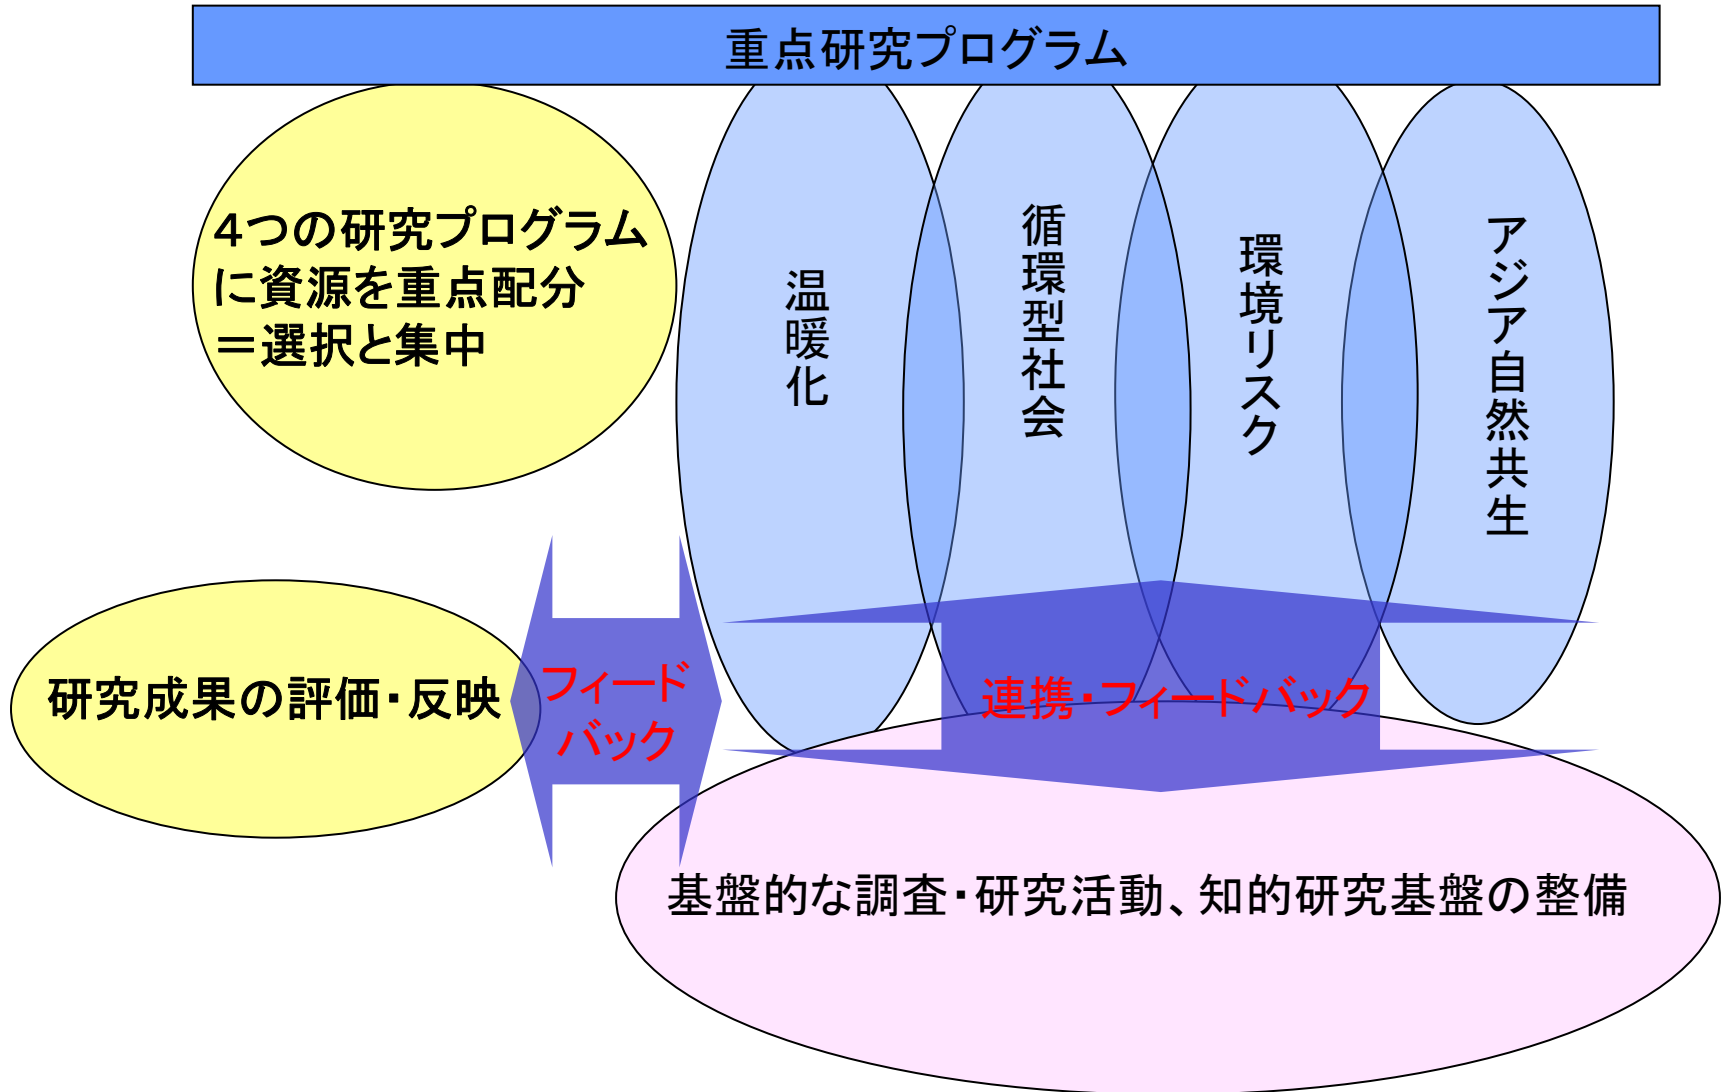 重点研究プログラム
４つの研究プログラム
に資源を重点配分
＝選択と集中
温暖化
循環型社会
環境リスク
アジア自然共生
研究成果の評価・反映
フィード
バック
連携・フィードバック
基盤的な調査・研究活動、知的研究基盤の整備